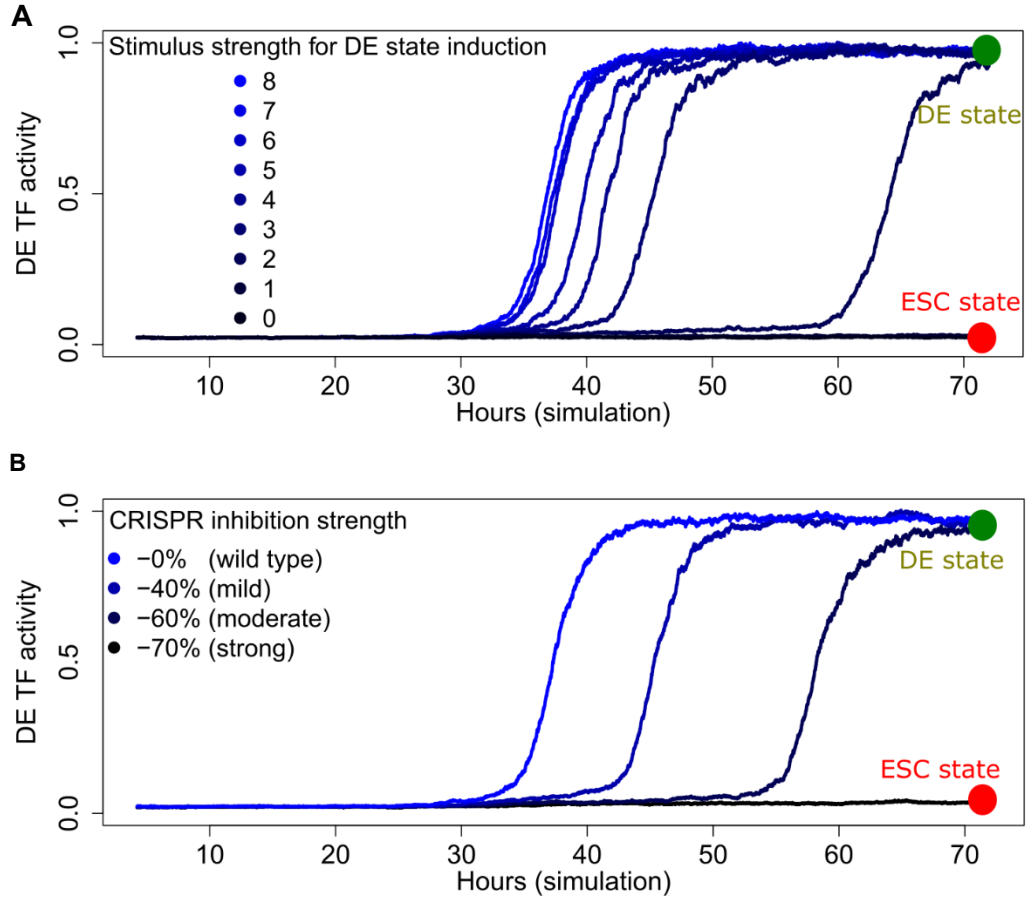 A
Stimulus strength for DE state induction
8
7
6
5
4
3
2
1
0
DE TF activity
0.0
0.5
1.0
DE state
ESC state
10 20 30 40 50 60 70
Hours (simulation)
B
CRISPR inhibition strength
−0% (wild type)
−40% (mild)
−60% (moderate)
−70% (strong)
DE TF activity
0.0
0.5
1.0
DE state
ESC state
10 20 30 40 50 60 70
Hours (simulation)